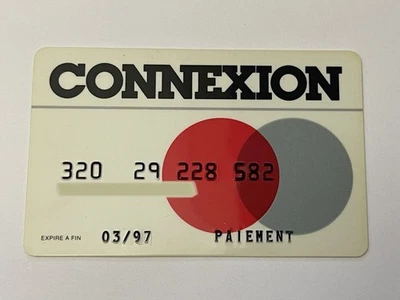 CONNEXION
320 29 228 582
EXPIRE A FIN 03/97 PAIEMENT